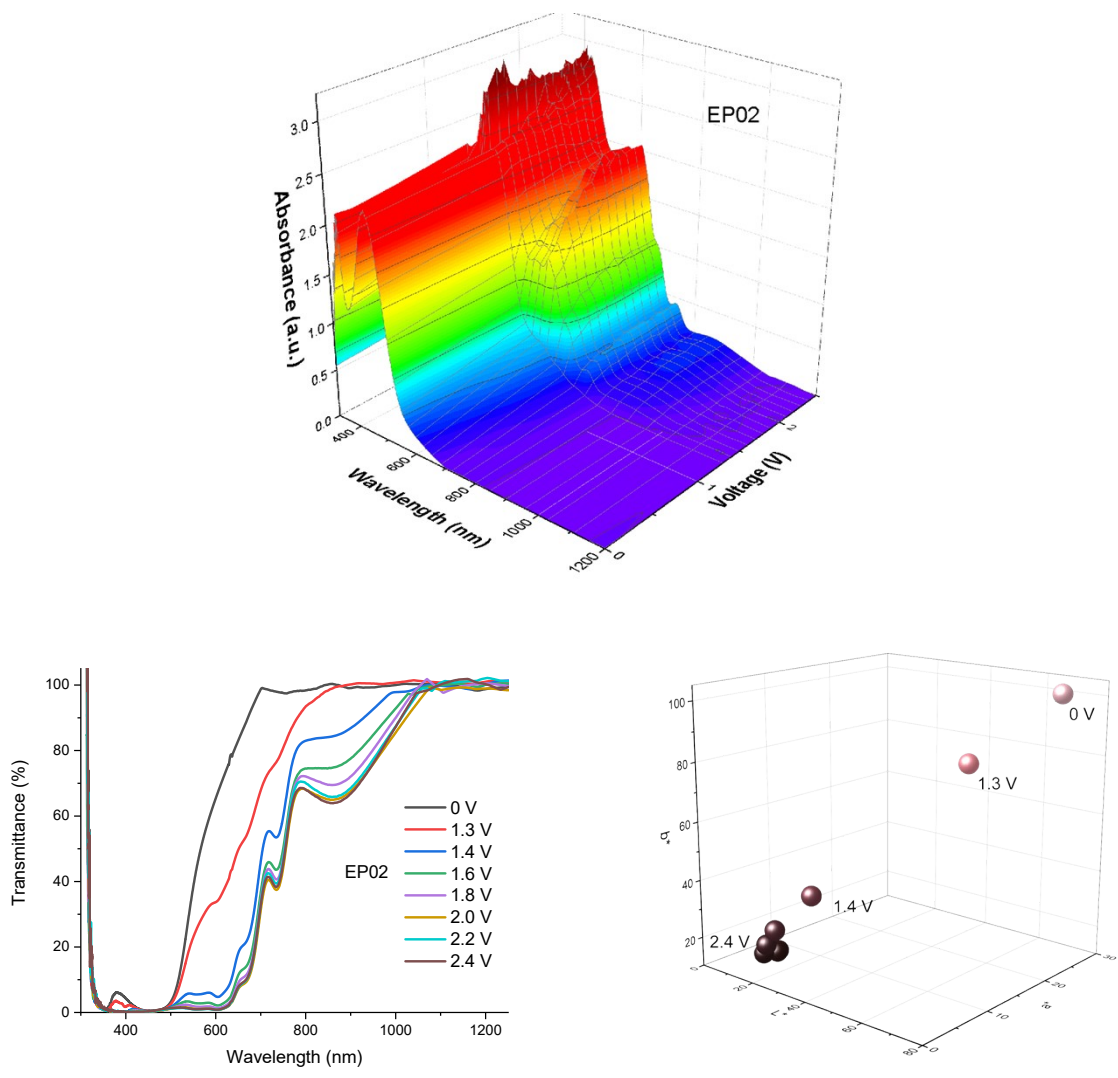 EP02
3.0
2.5
2.0
1.5
1.0
0.5
0.0
Absorbance (a.u.)
400
600
800
1000
1200
Wavelength (nm)
0
1
2
Voltage (V)
100
80
60
40
20
0
Transmittance (%)
400
600
800
1000
1200
Wavelength (nm)
EP02
0 V
1.3 V
1.4 V
1.6 V
1.8 V
2.0 V
2.2 V
2.4 V
100
80
60
40
20
b*
0
20
40
60
80
L*
0
10
20
30
a*
0 V
1.3 V
1.4 V
2.4 V